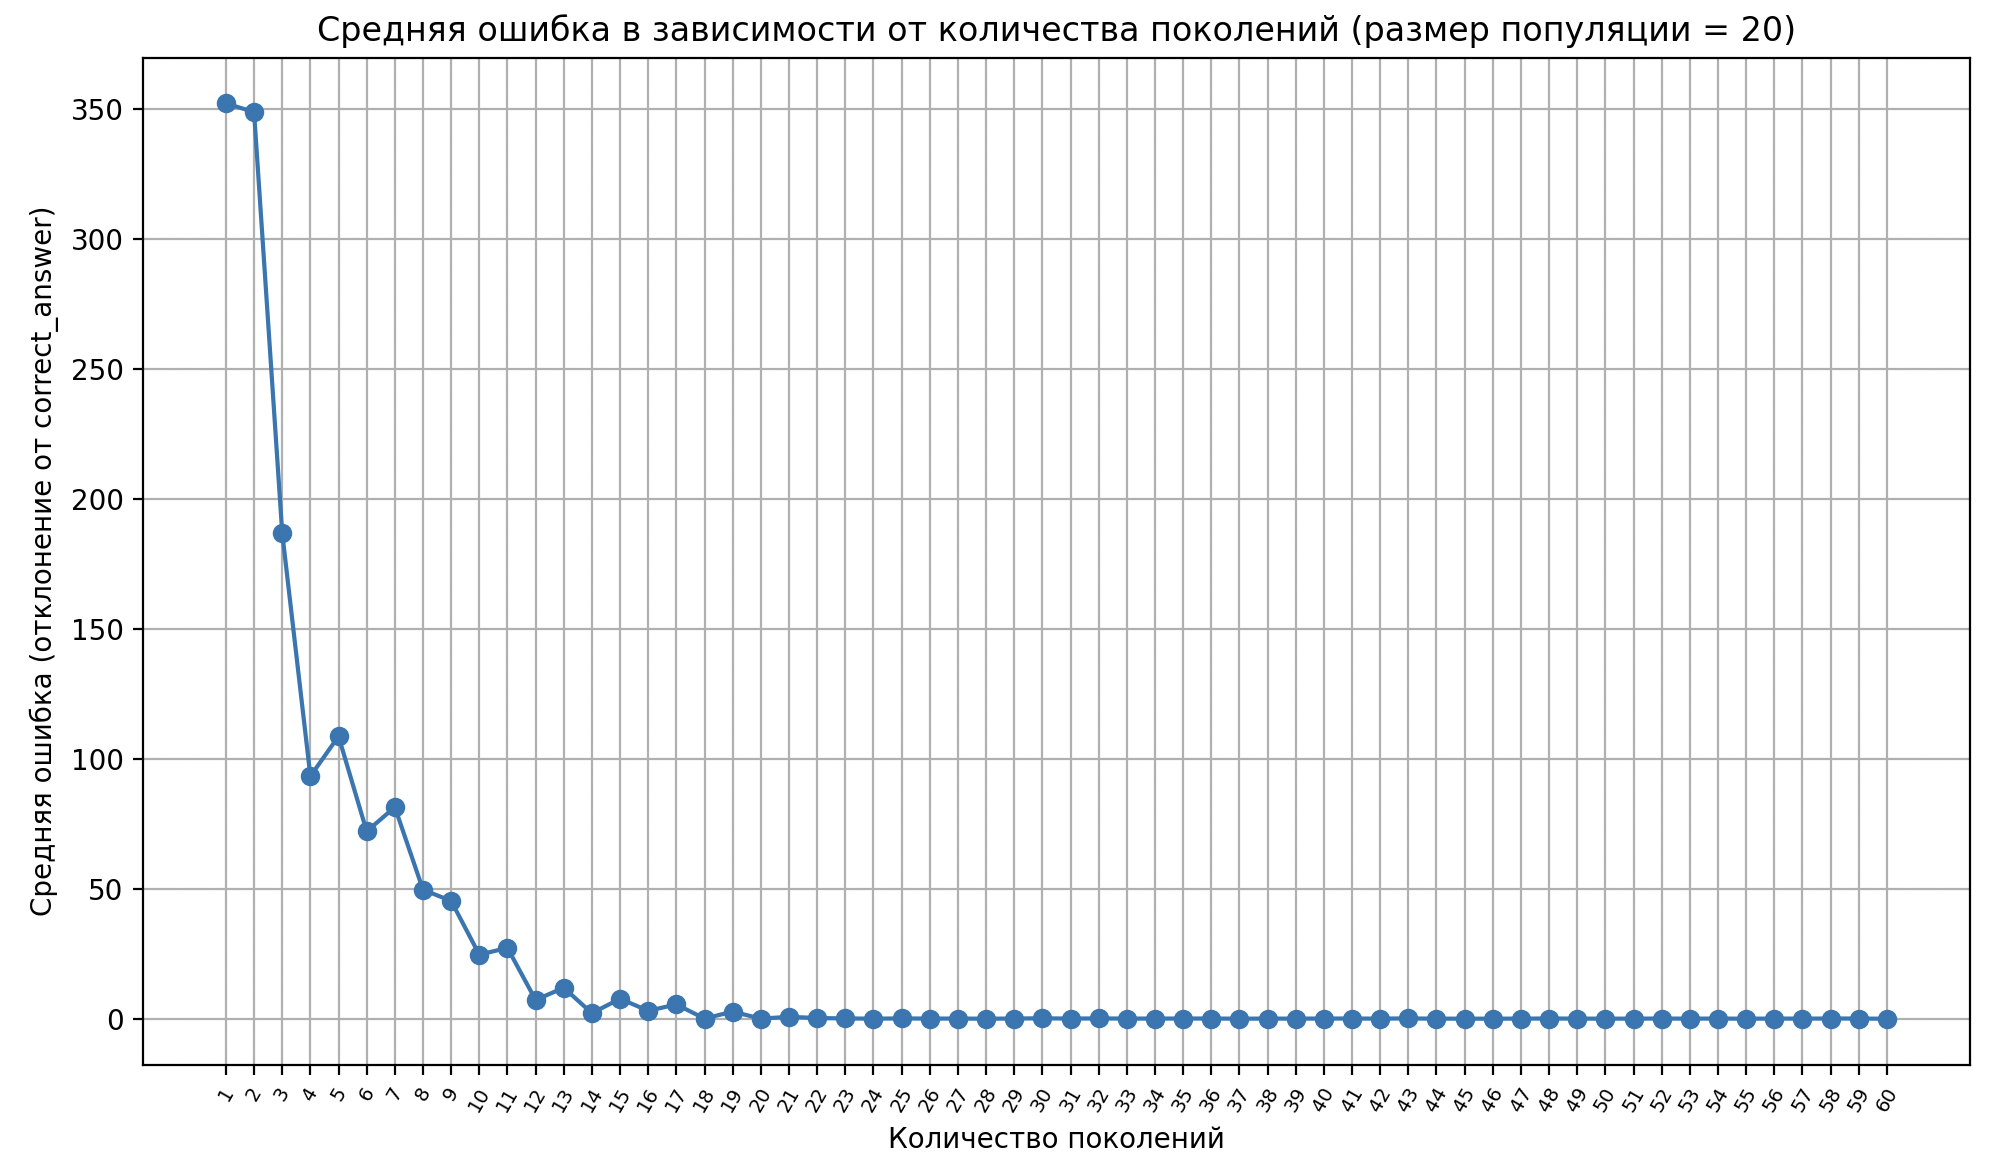 Средняя ошибка в зависимости от количества поколений (размер популяции = 20)
Средняя ошибка (отклонение от correct_answer)
350
300
250
200
150
100
50
0
1 2 3 4 5 6 7 8 9 10 11 12 13 14 15 16 17 18 19 20 21 22 23 24 25 26 27 28 29 30 31 32 33 34 35 36 37 38 39 40 41 42 43 44 45 46 47 48 49 50 51 52 53 54 55 56 57 58 59 60
Количество поколений